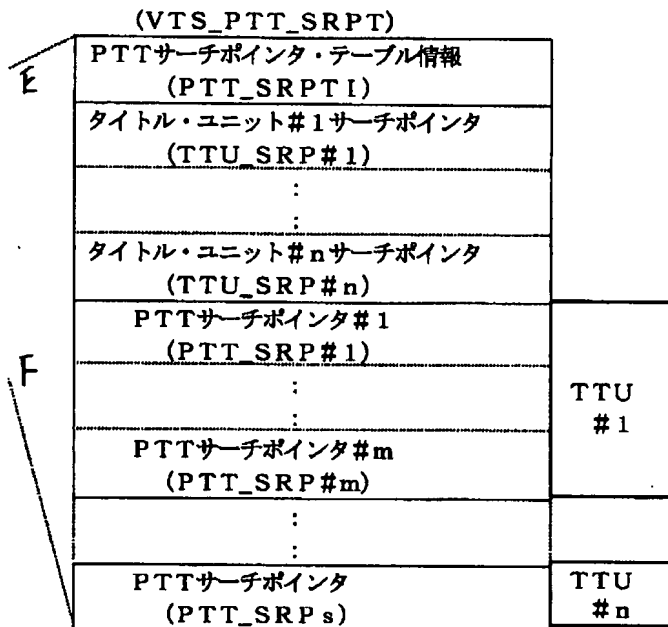 (VTS_PTT_SRPT)
PTTサーチポインタ・テーブル情報
(PTT_SRPTI)
タイトル・ユニット#1サーチポインタ
(TTU_SRP#1)
:
:
タイトル・ユニット#nサーチポインタ
(TTU_SRP#n)
PTTサーチポインタ#1
(PTT_SRP#1)
:
:
PTTサーチポインタ#m
(PTT_SRP#m)
:
:
PTTサーチポインタ
(PTT_SRPs)
TTU
#1
TTU
#n
E
F